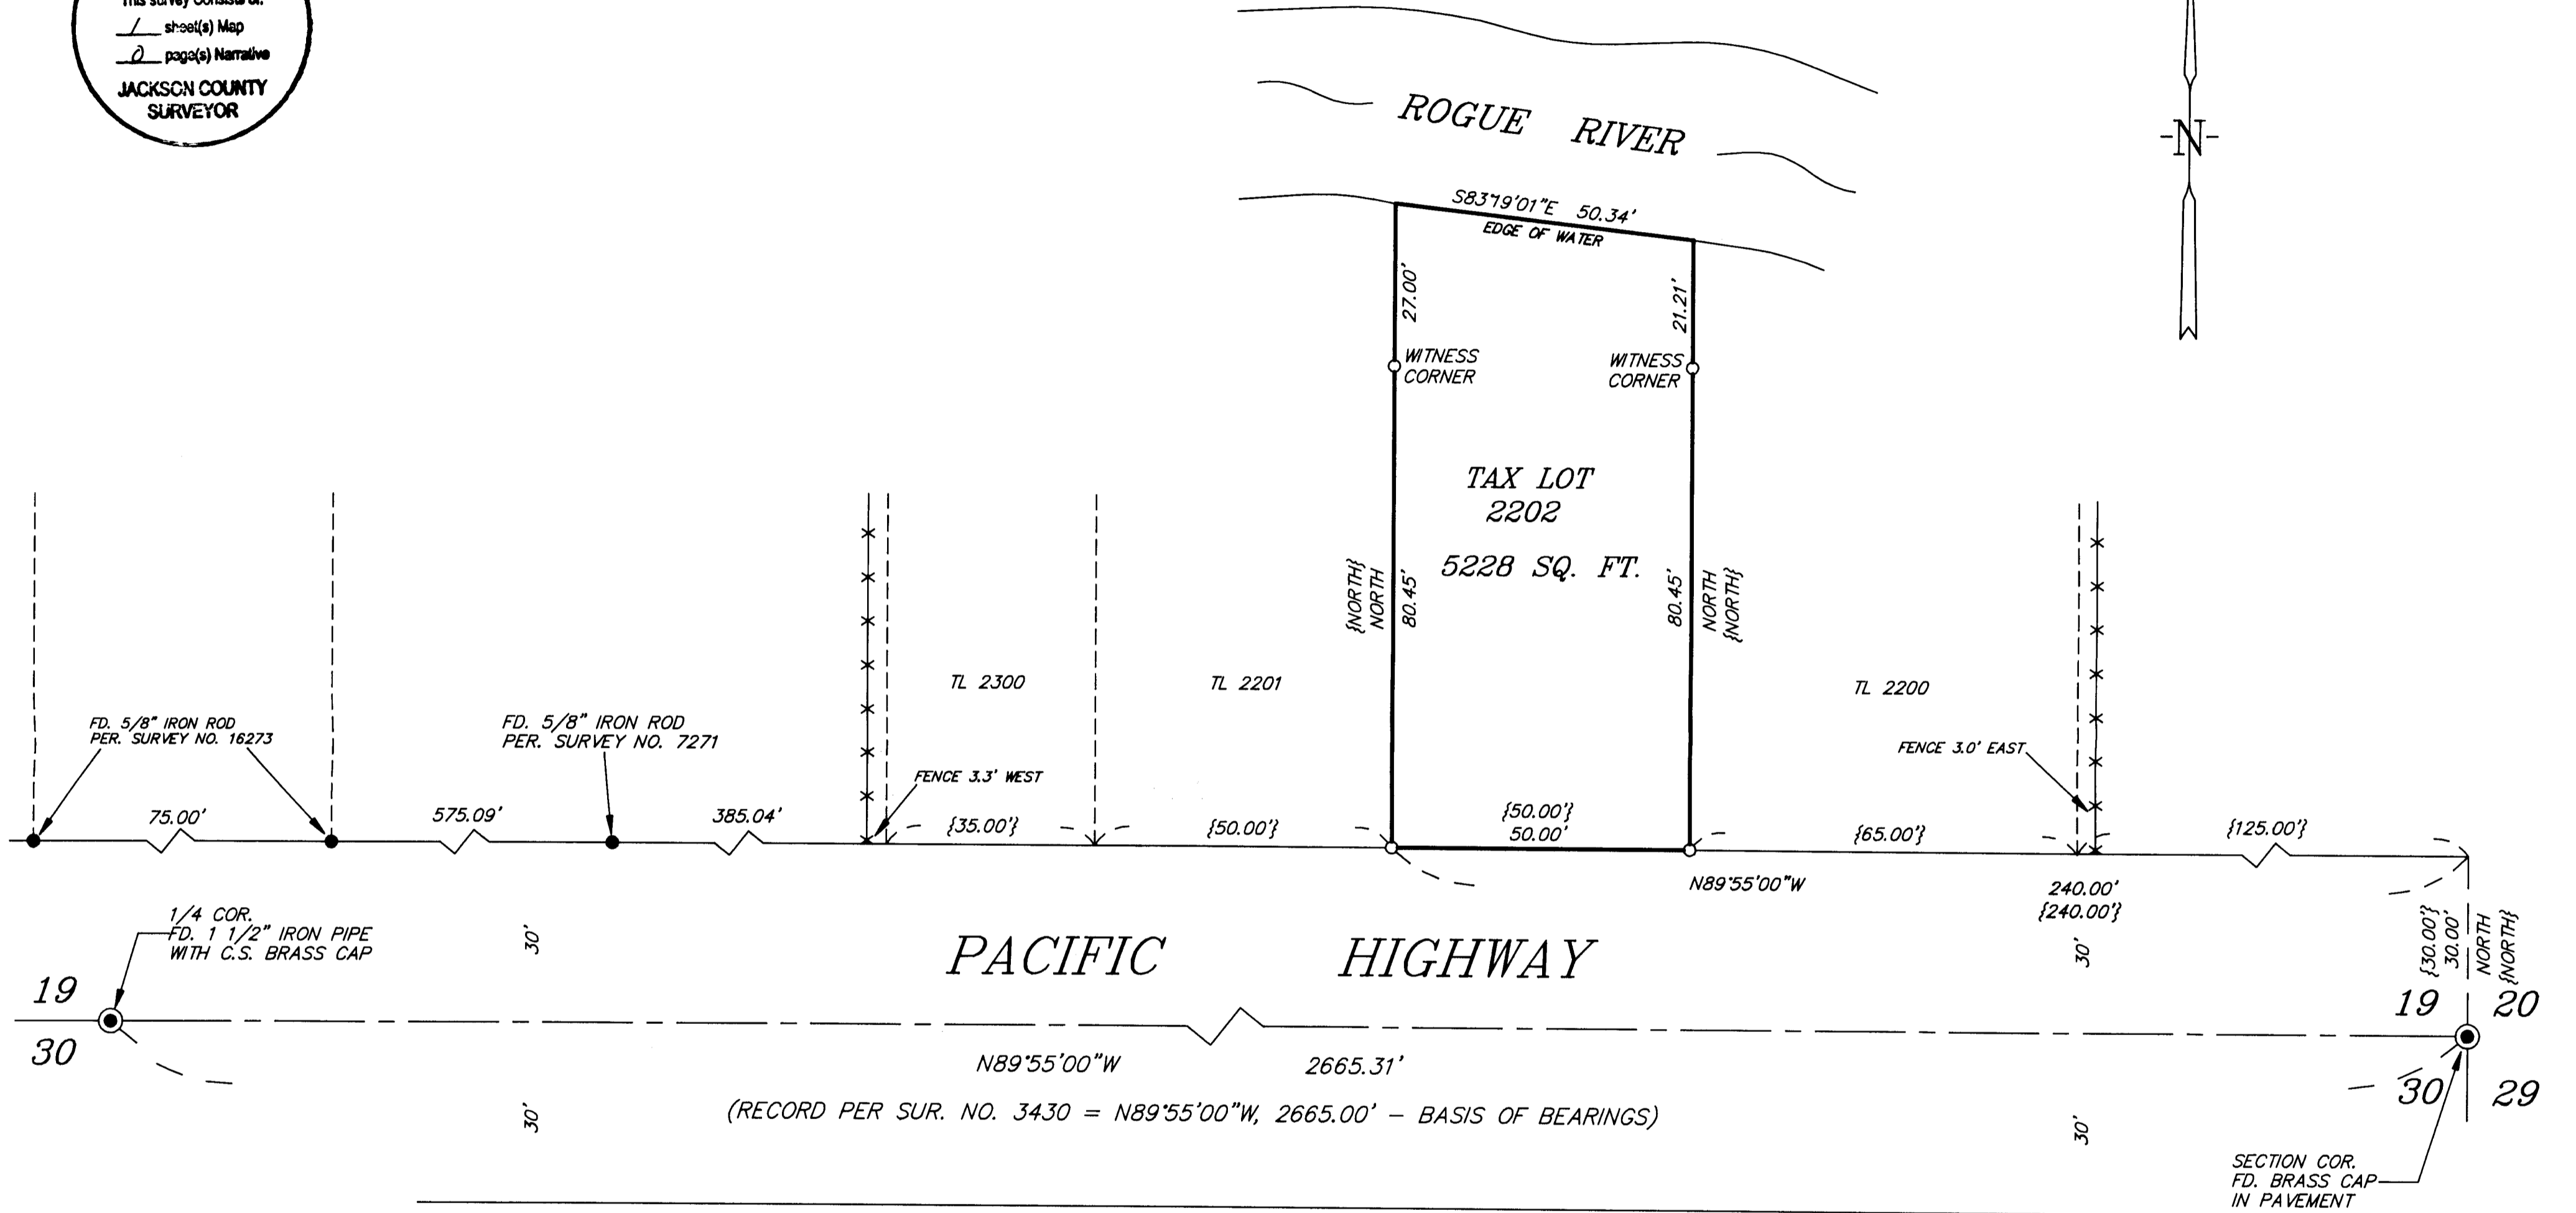 This survey Consists of:
1 sheet(s) Map
0 page(s) Narrative
JACKSON COUNTY
SURVEYOR
ROGUE RIVER
-N-
S83°19'01"E 50.34'
EDGE OF WATER
27.00'
21.21'
WITNESS
CORNER
WITNESS
CORNER
TAX LOT
2202
5228 SQ. FT.
{NORTH}
NORTH
80.45'
80.45'
NORTH
{NORTH}
TL 2300
TL 2201
TL 2200
FD. 5/8" IRON ROD
PER. SURVEY NO. 16273
FD. 5/8" IRON ROD
PER. SURVEY NO. 7271
FENCE 3.3' WEST
FENCE 3.0' EAST
75.00'
575.09'
385.04'
{35.00'}
{50.00'}
{50.00'}
50.00'
{65.00'}
{125.00'}
N89°55'00"W
240.00'
{240.00'}
1/4 COR.
FD. 1 1/2" IRON PIPE
WITH C.S. BRASS CAP
30'
PACIFIC HIGHWAY
30'
{30.00'}
30.00'
NORTH
{NORTH}
19
19 20
30
30 29
N89°55'00"W 2665.31'
(RECORD PER SUR. NO. 3430 = N89°55'00"W, 2665.00' - BASIS OF BEARINGS)
30'
30'
SECTION COR.
FD. BRASS CAP
IN PAVEMENT